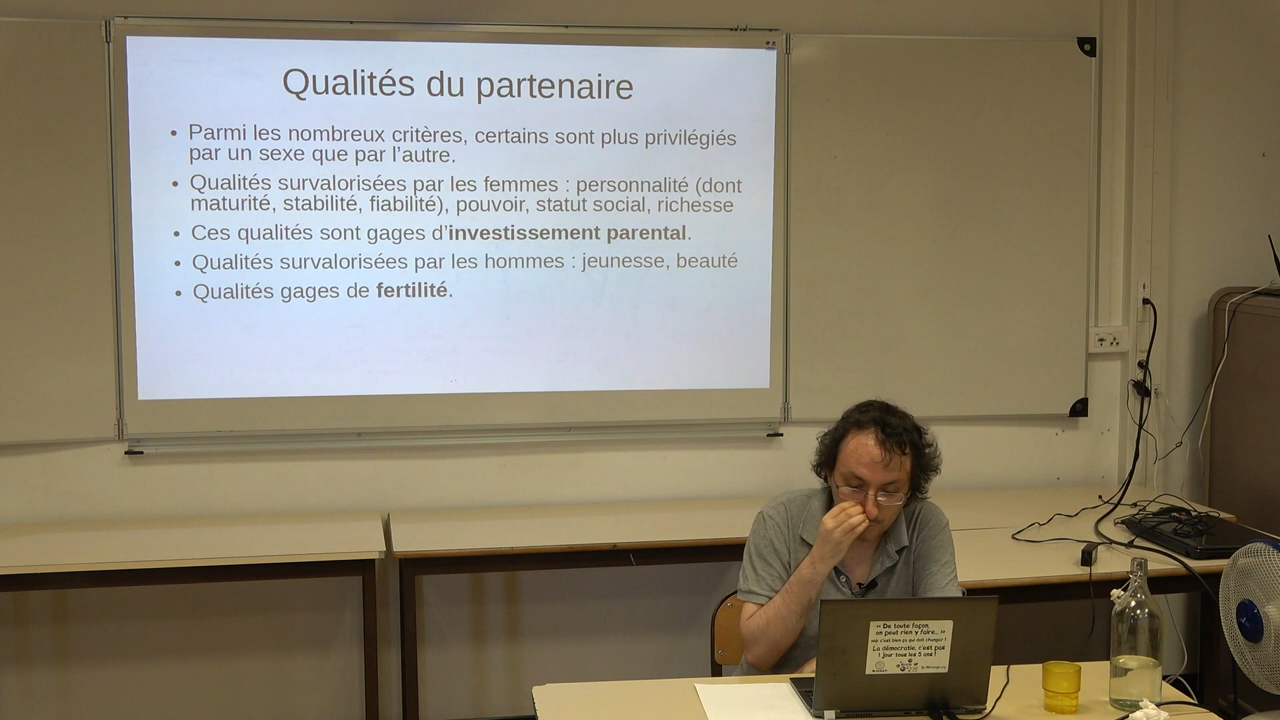 Qualités du partenaire
• Parmi les nombreux critères, certains sont plus privilégiés
par un sexe que par l’autre.
• Qualités survalorisées par les femmes : personnalité (dont
maturité, stabilité, fiabilité), pouvoir, statut social, richesse
• Ces qualités sont gages d’investissement parental.
• Qualités survalorisées par les hommes : jeunesse, beauté
• Qualités gages de fertilité.
« De toute façon,
on peut rien y faire... »
La démocratie, c'est pas
1 jour tous les 5 ans !